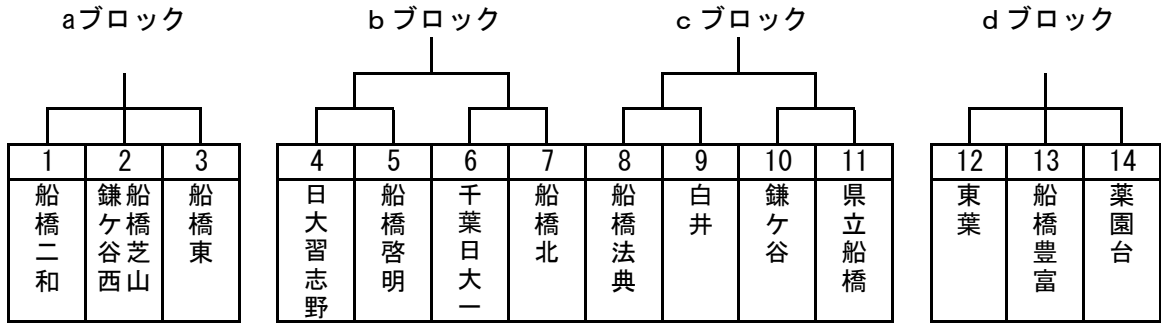 aブロック
bブロック
cブロック
dブロック
1 2 3
4 5 6 7 8 9 10 11
12 13 14
船橋二和
船橋芝山
鎌ケ谷西
船橋東
日大習志野
船橋啓明
千葉日大一
船橋北
船橋法典
白井
鎌ケ谷
県立船橋
東葉
船橋豊富
薬園台